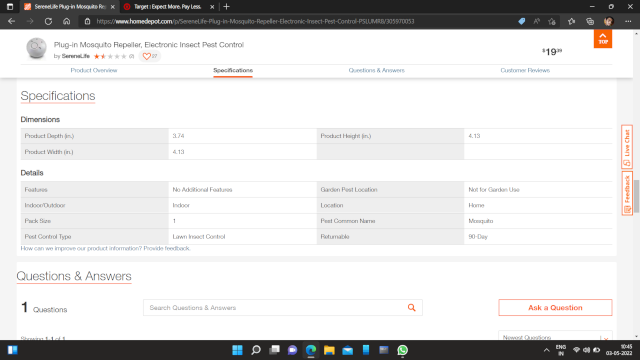 SereneLife Plug-in Mosquito Rep
Target : Expect More. Pay Less.
https://www.homedepot.com/p/SereneLife-Plug-in-Mosquito-Repeller-Electronic-Insect-Pest-Control-PSLUMR8/305970053
Plug-in Mosquito Repeller, Electronic Insect Pest Control
by SereneLife
$19.39
TOP
Product Overview Specifications Questions & Answers Customer Reviews
Specifications
Dimensions
Product Depth (in.) 3.74 Product Height (in.) 4.13
Product Width (in.) 4.13
Details
Features No Additional Features Garden Pest Location Not for Garden Use
Indoor/Outdoor Indoor Location Home
Pack Size 1 Pest Common Name Mosquito
Pest Control Type Lawn Insect Control Returnable 90-Day
How can we improve our product information? Provide feedback.
Live Chat
Feedback
Questions & Answers
1 Questions
Search Questions & Answers
Ask a Question
Showing 1-1 of 1
Newest Questions
ENG
IN
10:45
03-05-2022